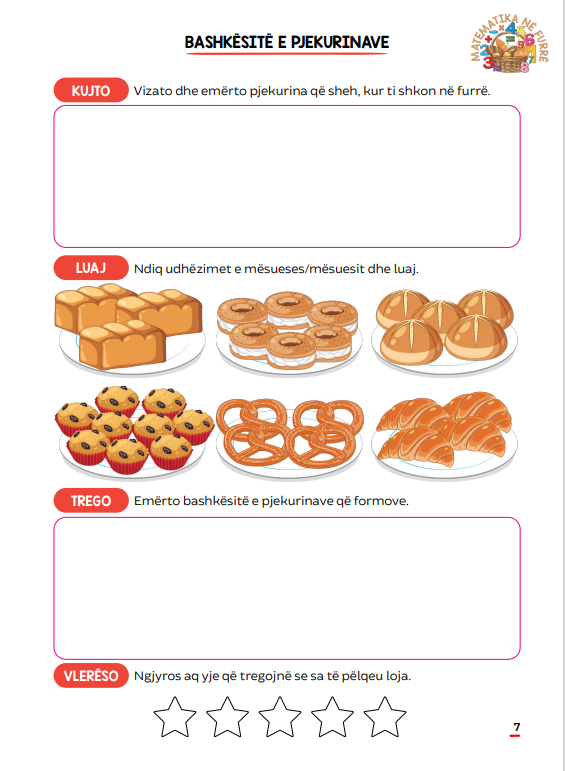 BASHKËSITË E PJEKURINAVE
MATEMATIKA NË FURRË
KUJTO Vizato dhe emërto pjekurina që sheh, kur ti shkon në furrë.
LUAJ Ndiq udhëzimet e mësueses/mësuesit dhe luaj.
TREGO Emërto bashkësitë e pjekurinave që formove.
VLERËSO Ngjyros aq yje që tregojnë se sa të pëlqeu loja.
7